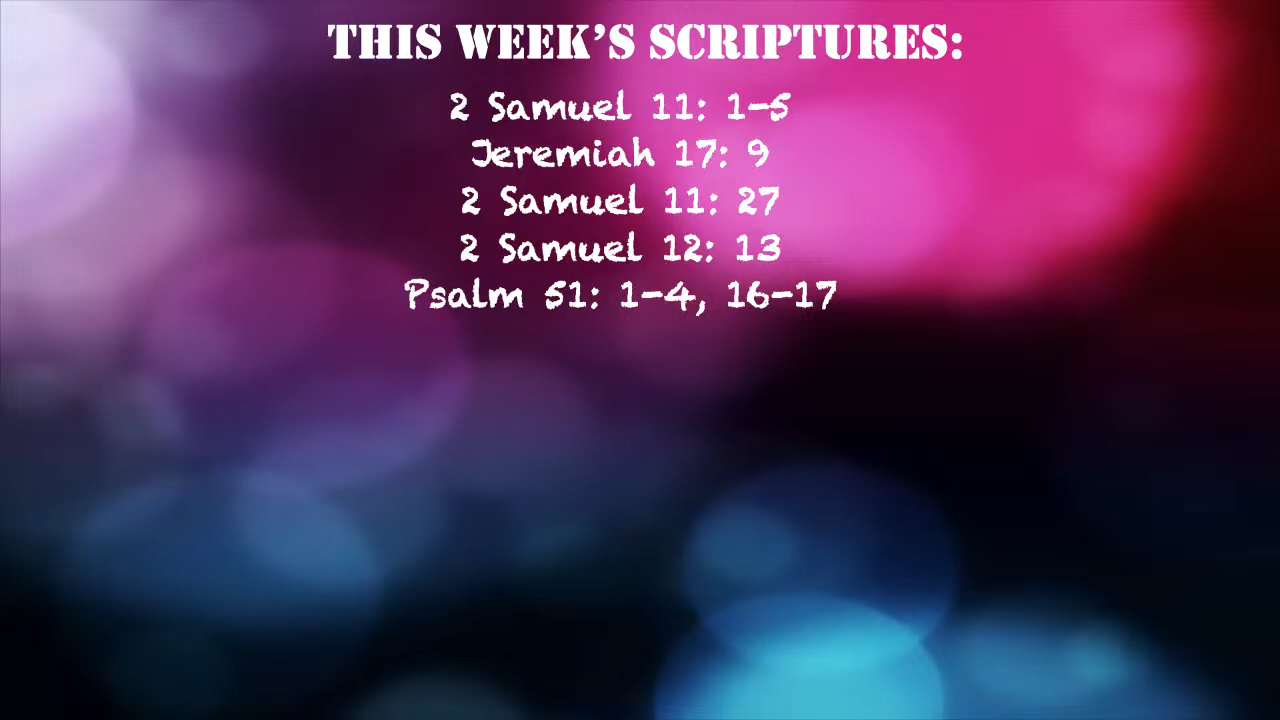 THIS WEEK’S SCRIPTURES:
2 Samuel 11: 1-5
Jeremiah 17: 9
2 Samuel 11: 27
2 Samuel 12: 13
Psalm 51: 1-4, 16-17